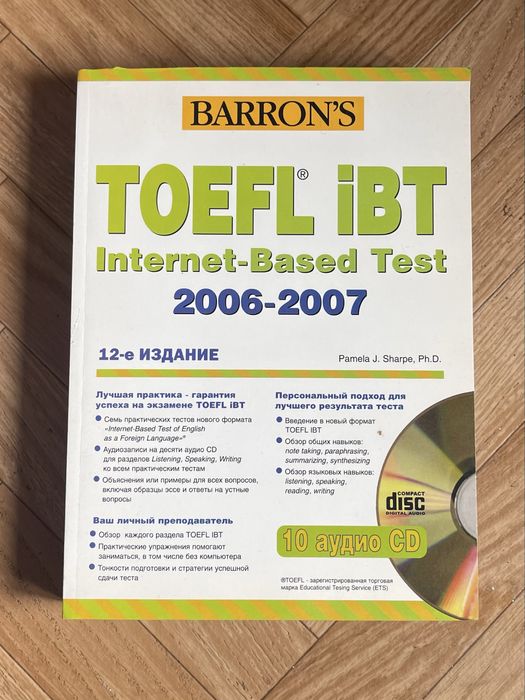 BARRON'S
TOEFL® iBT
Internet-Based Test
2006-2007
12-е ИЗДАНИЕ
Pamela J. Sharpe, Ph.D.
Лучшая практика - гарантия
успеха на экзамене TOEFL iBT
Семь практических тестов нового формата
«Internet-Based Test of English
as a Foreign Language»®
Аудиозаписи на десяти аудио CD
для разделов Listening, Speaking, Writing
ко всем практическим тестам
Объяснения или примеры для всех вопросов,
включая образцы эссе и ответы на устные
вопросы
Ваш личный преподаватель
Обзор каждого раздела TOEFL IBT
Практические упражнения помогают
заниматься, в том числе без компьютера
Тонкости подготовки и стратегии успешной
сдачи теста
Персональный подход для
лучшего результата теста
Введение в новый формат
TOEFL IBT
Обзор общих навыков:
note taking, paraphrasing,
summarizing, synthesizing
Обзор языковых навыков:
listening, speaking,
reading, writing
COMPACT
disc
DIGITAL AUDIO
10 аудио CD
®TOEFL - зарегистрированная торговая
марка Educational Tesing Service (ETS)